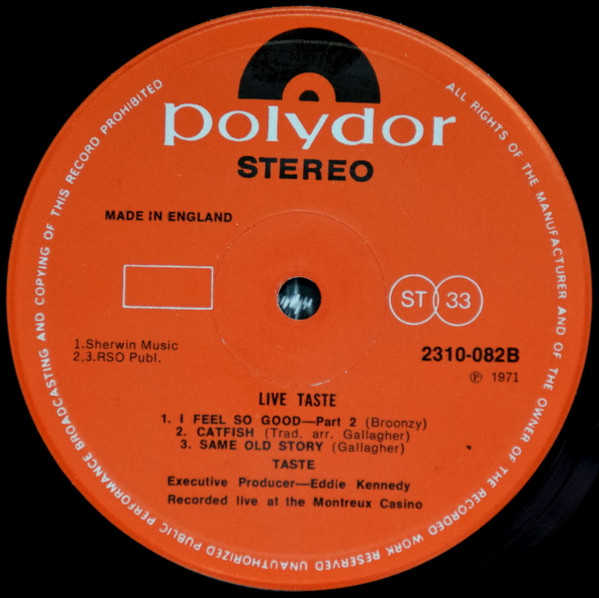 polydor
STEREO
MADE IN ENGLAND
ST 33
1.Sherwin Music
2,3.RSO Publ.
2310-082B
℗ 1971
LIVE TASTE
1. I FEEL SO GOOD—Part 2 (Broonzy)
2. CATFISH (Trad. arr. Gallagher)
3. SAME OLD STORY (Gallagher)
TASTE
Executive Producer—Eddie Kennedy
Recorded live at the Montreux Casino
ALL RIGHTS OF THE MANUFACTURER AND OF THE OWNER OF THE RECORDED WORK RESERVED UNAUTHORIZED PUBLIC PERFORMANCE BROADCASTING AND COPYING OF THIS RECORD PROHIBITED